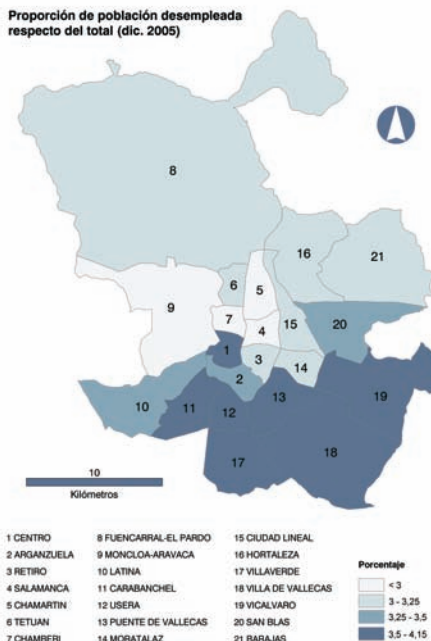 Proporción de población desempleada
respecto del total (dic. 2005)
8
16
21
6
5
9
7
4
15
20
1
3
14
2
10
11
12
13
19
18
17
10
Kilómetros
1 CENTRO
2 ARGANZUELA
3 RETIRO
4 SALAMANCA
5 CHAMARTIN
6 TETUAN
7 CHAMBERI
8 FUENCARRAL-EL PARDO
9 MONCLOA-ARAVACA
10 LATINA
11 CARABANCHEL
12 USERA
13 PUENTE DE VALLECAS
14 MORATALAZ
15 CIUDAD LINEAL
16 HORTALEZA
17 VILLAVERDE
18 VILLA DE VALLECAS
19 VICALVARO
20 SAN BLAS
21 BARAJAS
Porcentaje
< 3
3 - 3,25
3,25 - 3,5
3,5 - 4,15